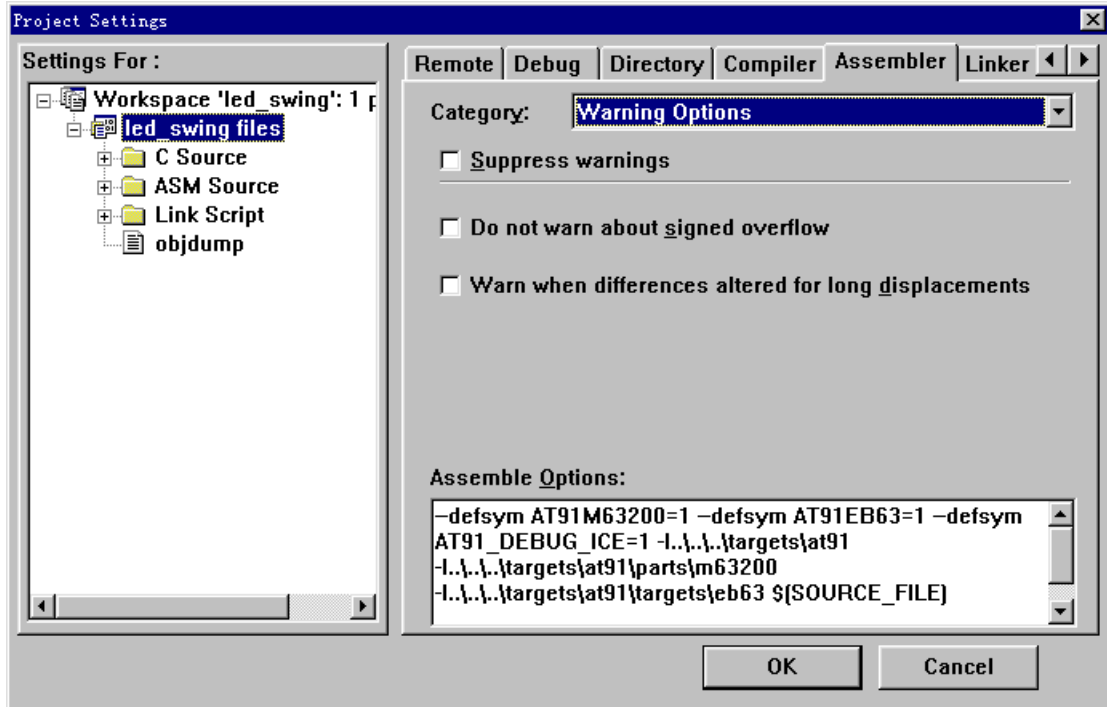 Project Settings
Settings For :
Workspace 'led_swing': 1 p
led_swing files
C Source
ASM Source
Link Script
objdump
Remote
Debug
Directory
Compiler
Assembler
Linker
Category:
Warning Options
Suppress warnings
Do not warn about signed overflow
Warn when differences altered for long displacements
Assemble Options:
–defsym AT91M63200=1 –defsym AT91EB63=1 –defsym
AT91_DEBUG_ICE=1 -I..\..\..\targets\at91
-I..\..\..\targets\at91\parts\m63200
-I..\..\..\targets\at91\targets\eb63 $(SOURCE_FILE)
OK
Cancel